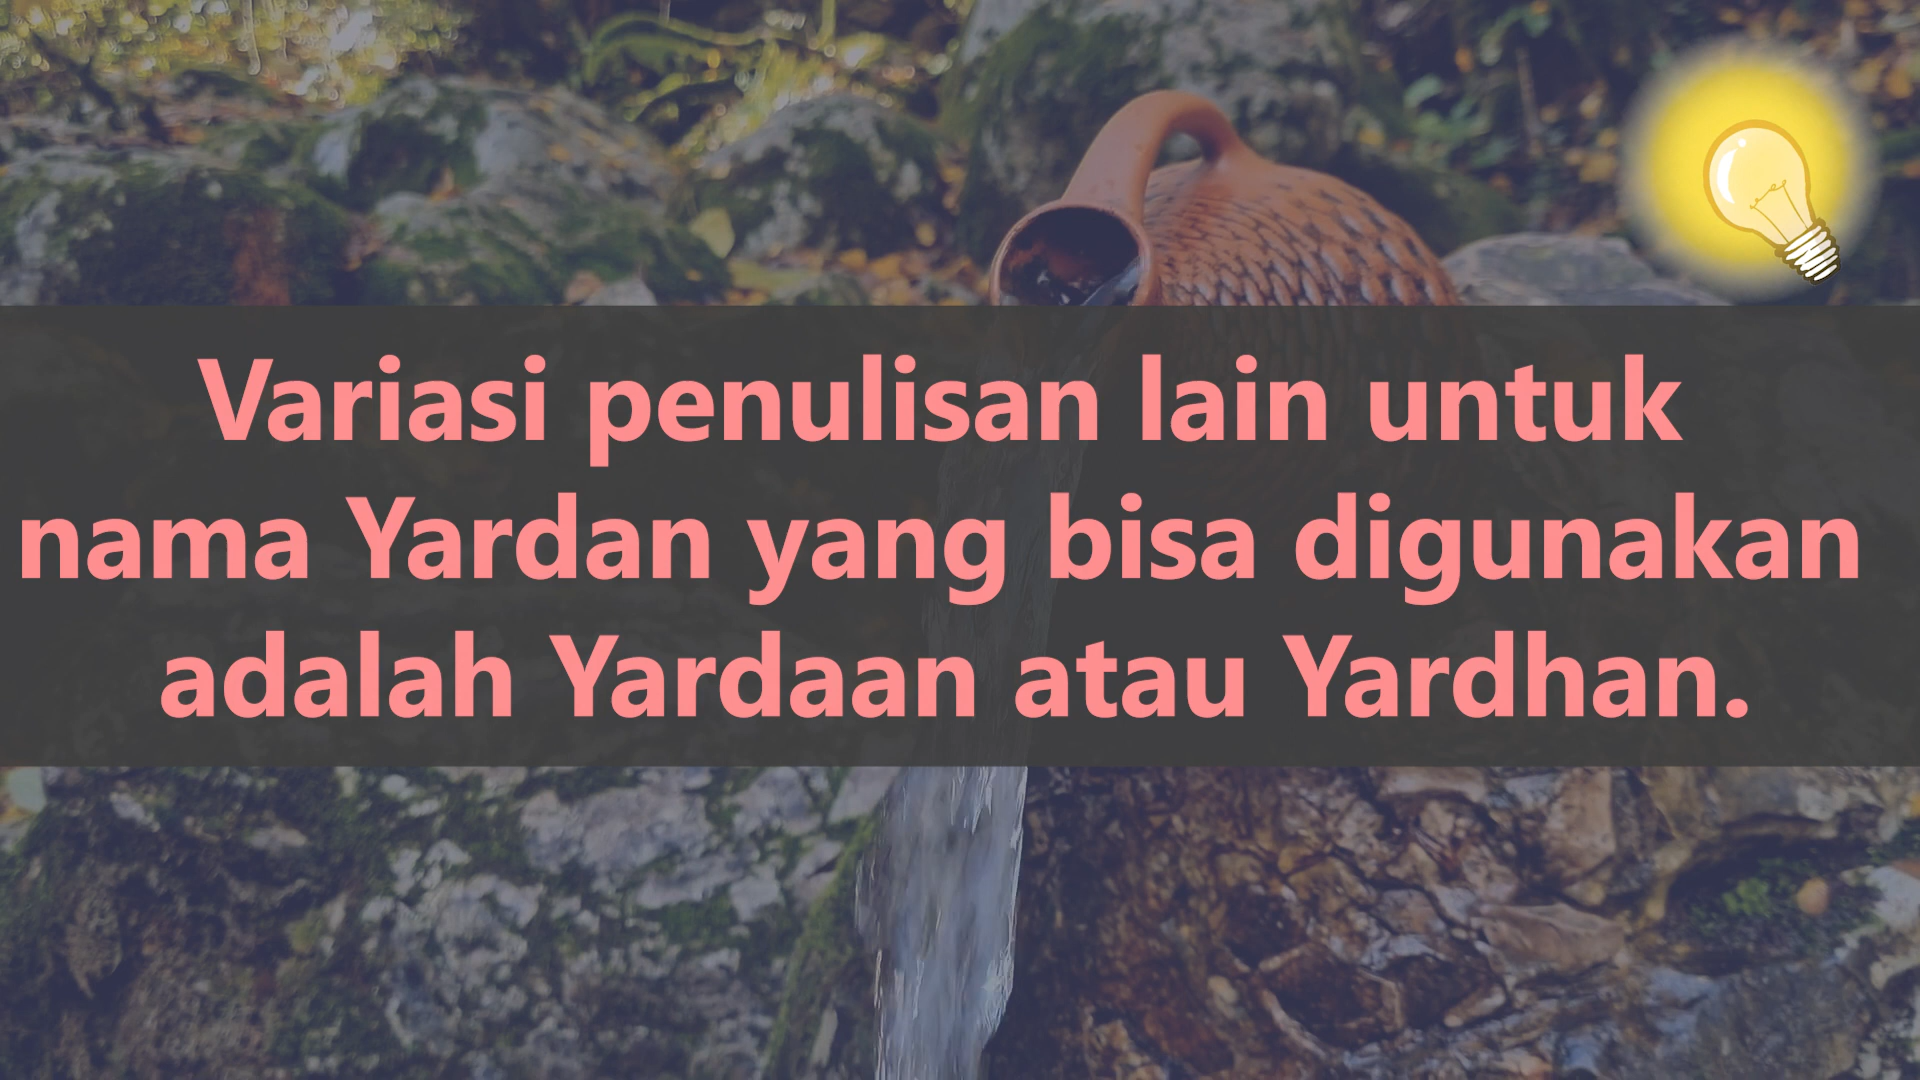 Variasi penulisan lain untuk
nama Yardan yang bisa digunakan
adalah Yardaan atau Yardhan.